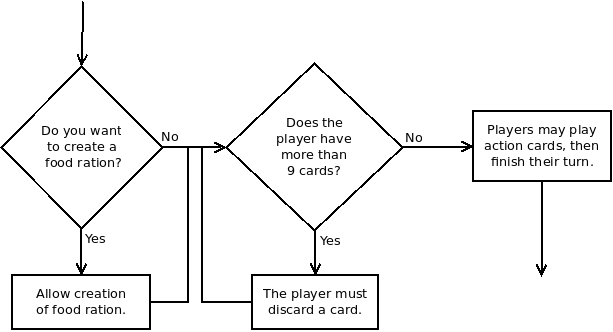 Do you want
to create a
food ration?
No
Yes
Allow creation
of food ration.
Does the
player have
more than
9 cards?
No
Yes
The player must
discard a card.
Players may play
action cards, then
finish their turn.